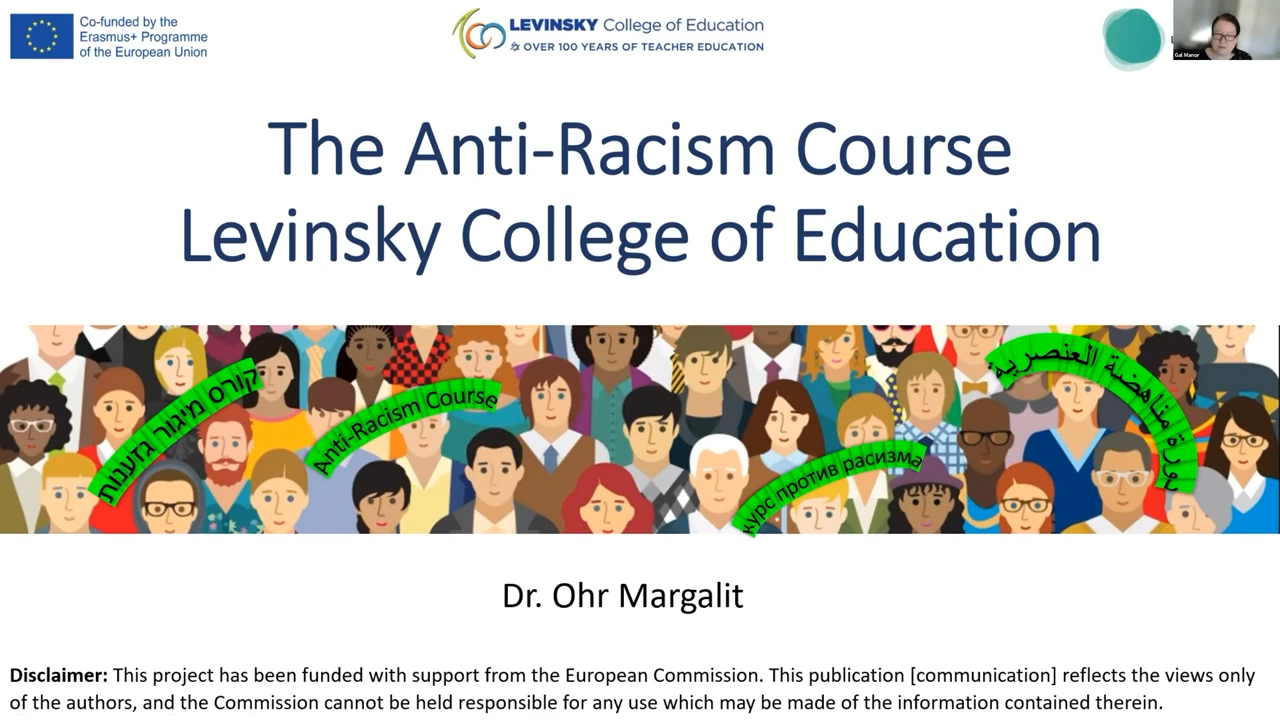 Co-funded by the
Erasmus+ Programme
of the European Union
LEVINSKY College of Education
OVER 100 YEARS OF TEACHER EDUCATION
Gal Manor
The Anti-Racism Course
Levinsky College of Education
קורס מיגור גזענות
Anti-Racism Course
курс против расизма
دورة مناهضة العنصرية
Dr. Ohr Margalit
Disclaimer: This project has been funded with support from the European Commission. This publication [communication] reflects the views only
of the authors, and the Commission cannot be held responsible for any use which may be made of the information contained therein.